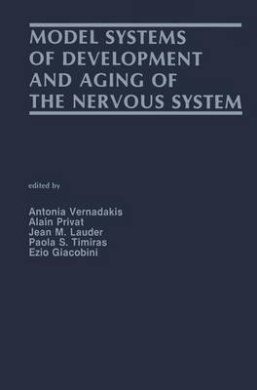 MODEL SYSTEMS
OF DEVELOPMENT
AND AGING OF
THE NERVOUS SYSTEM
edited by
Antonia Vernadakis
Alain Privat
Jean M. Lauder
Paola S. Timiras
Ezio Giacobini